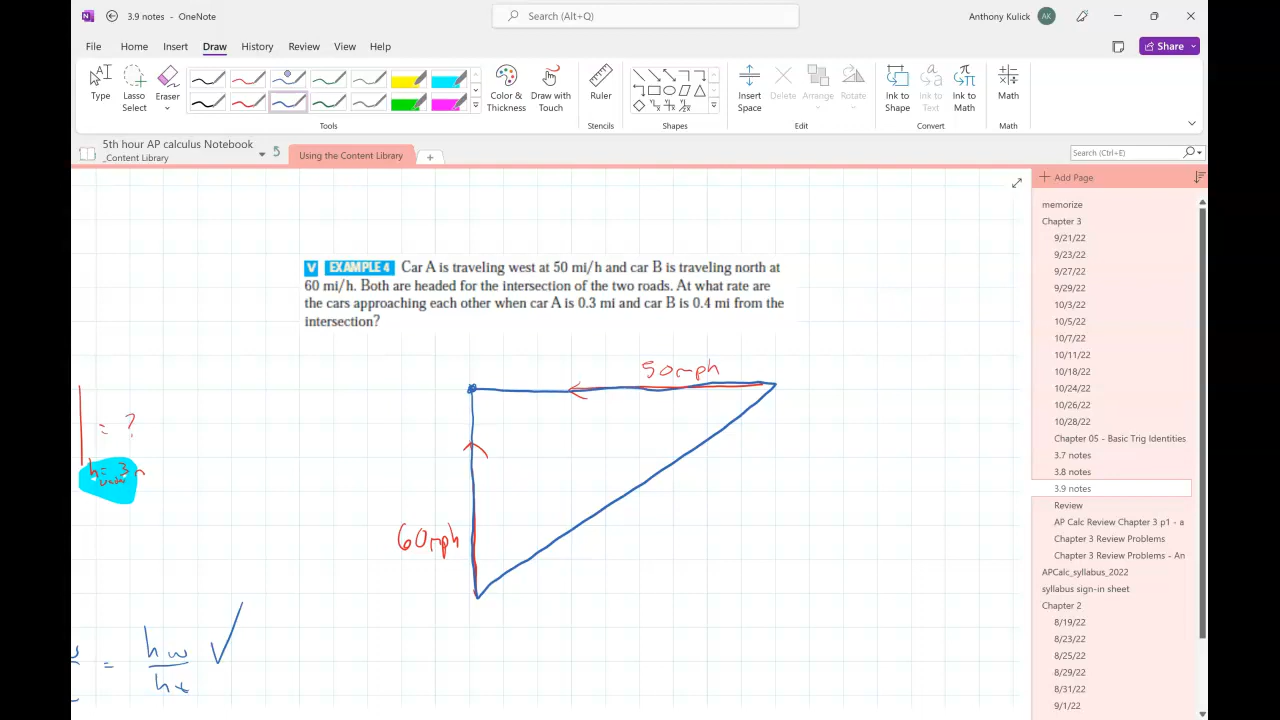 3.9 notes - OneNote
Search (Alt+Q)
Anthony Kulick
AK
File Home Insert Draw History Review View Help
Share
Type
Lasso Select
Eraser
Color & Thickness
Draw with Touch
Ruler
Insert Space
Delete
Arrange
Rotate
Ink to Shape
Ink to Text
Ink to Math
Math
Tools
Stencils
Shapes
Edit
Convert
Math
5th hour AP calculus Notebook
_Content Library
Using the Content Library
Search (Ctrl+E)
Add Page
V EXAMPLE 4 Car A is traveling west at 50 mi/h and car B is traveling north at
60 mi/h. Both are headed for the intersection of the two roads. At what rate are
the cars approaching each other when car A is 0.3 mi and car B is 0.4 mi from the
intersection?
50mph
60mph
= ?
h = 3
= hw
hx
memorize
Chapter 3
9/21/22
9/23/22
9/27/22
9/29/22
10/3/22
10/5/22
10/7/22
10/11/22
10/18/22
10/24/22
10/26/22
10/28/22
Chapter 05 - Basic Trig Identities
3.7 notes
3.8 notes
3.9 notes
Review
AP Calc Review Chapter 3 p1 - a
Chapter 3 Review Problems
Chapter 3 Review Problems - An
APCalc_syllabus_2022
syllabus sign-in sheet
Chapter 2
8/19/22
8/23/22
8/25/22
8/29/22
8/31/22
9/1/22